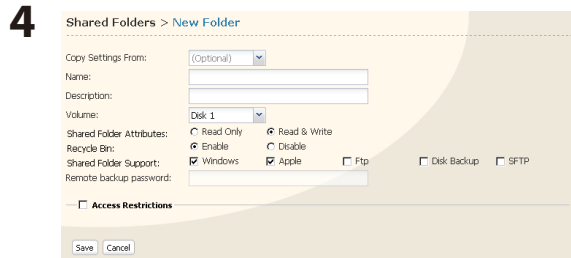 4
Shared Folders > New Folder
Copy Settings From: (Optional)
Name:
Description:
Volume: Disk 1
Shared Folder Attributes: Read Only Read & Write
Recycle Bin: Enable Disable
Shared Folder Support: Windows Apple Ftp Disk Backup SFTP
Remote backup password:
Access Restrictions
Save Cancel